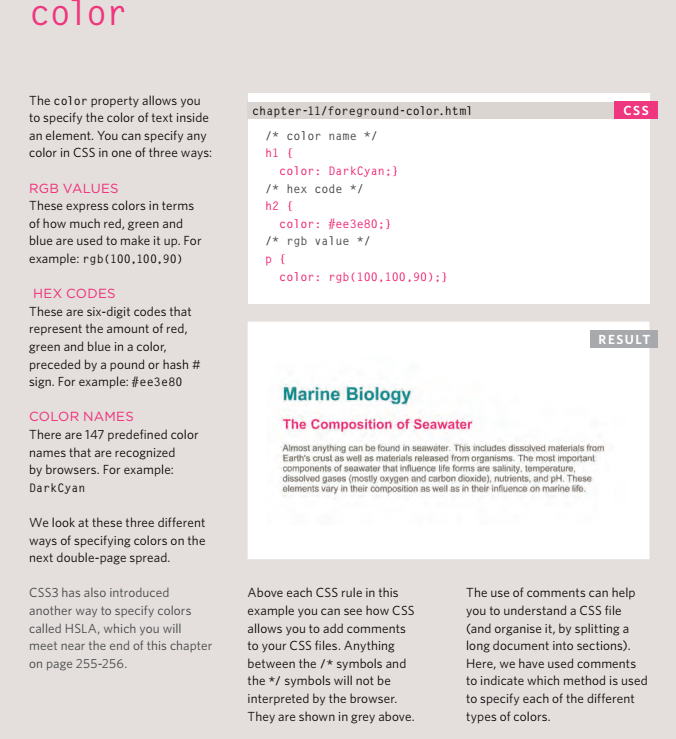 color
The color property allows you
to specify the color of text inside
an element. You can specify any
color in CSS in one of three ways:
RGB VALUES
These express colors in terms
of how much red, green and
blue are used to make it up. For
example: rgb(100,100,90)
HEX CODES
These are six-digit codes that
represent the amount of red,
green and blue in a color,
preceded by a pound or hash #
sign. For example: #ee3e80
COLOR NAMES
There are 147 predefined color
names that are recognized
by browsers. For example:
DarkCyan
We look at these three different
ways of specifying colors on the
next double-page spread.
CSS3 has also introduced
another way to specify colors
called HSLA, which you will
meet near the end of this chapter
on page 255-256.
chapter-11/foreground-color.html
CSS
/* color name */
h1 {
color: DarkCyan;}
/* hex code */
h2 {
color: #ee3e80;}
/* rgb value */
p {
color: rgb(100,100,90);}
RESULT
Marine Biology
The Composition of Seawater
Almost anything can be found in seawater. This includes dissolved materials from
Earth's crust as well as materials released from organisms. The most important
components of seawater that influence life forms are salinity, temperature,
dissolved gases (mostly oxygen and carbon dioxide), nutrients, and pH. These
elements vary in their composition as well as in their influence on marine life.
Above each CSS rule in this
example you can see how CSS
allows you to add comments
to your CSS files. Anything
between the /* symbols and
the */ symbols will not be
interpreted by the browser.
They are shown in grey above.
The use of comments can help
you to understand a CSS file
(and organise it, by splitting a
long document into sections).
Here, we have used comments
to indicate which method is used
to specify each of the different
types of colors.